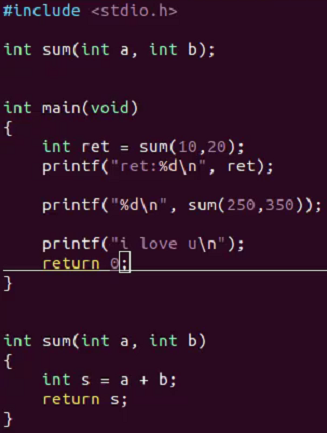 #include <stdio.h>
int sum(int a, int b);
int main(void)
{
int ret = sum(10,20);
printf("ret:%d\n", ret);
printf("%d\n", sum(250,350));
printf("i love u\n");
return 0;
}
int sum(int a, int b)
{
int s = a + b;
return s;
}